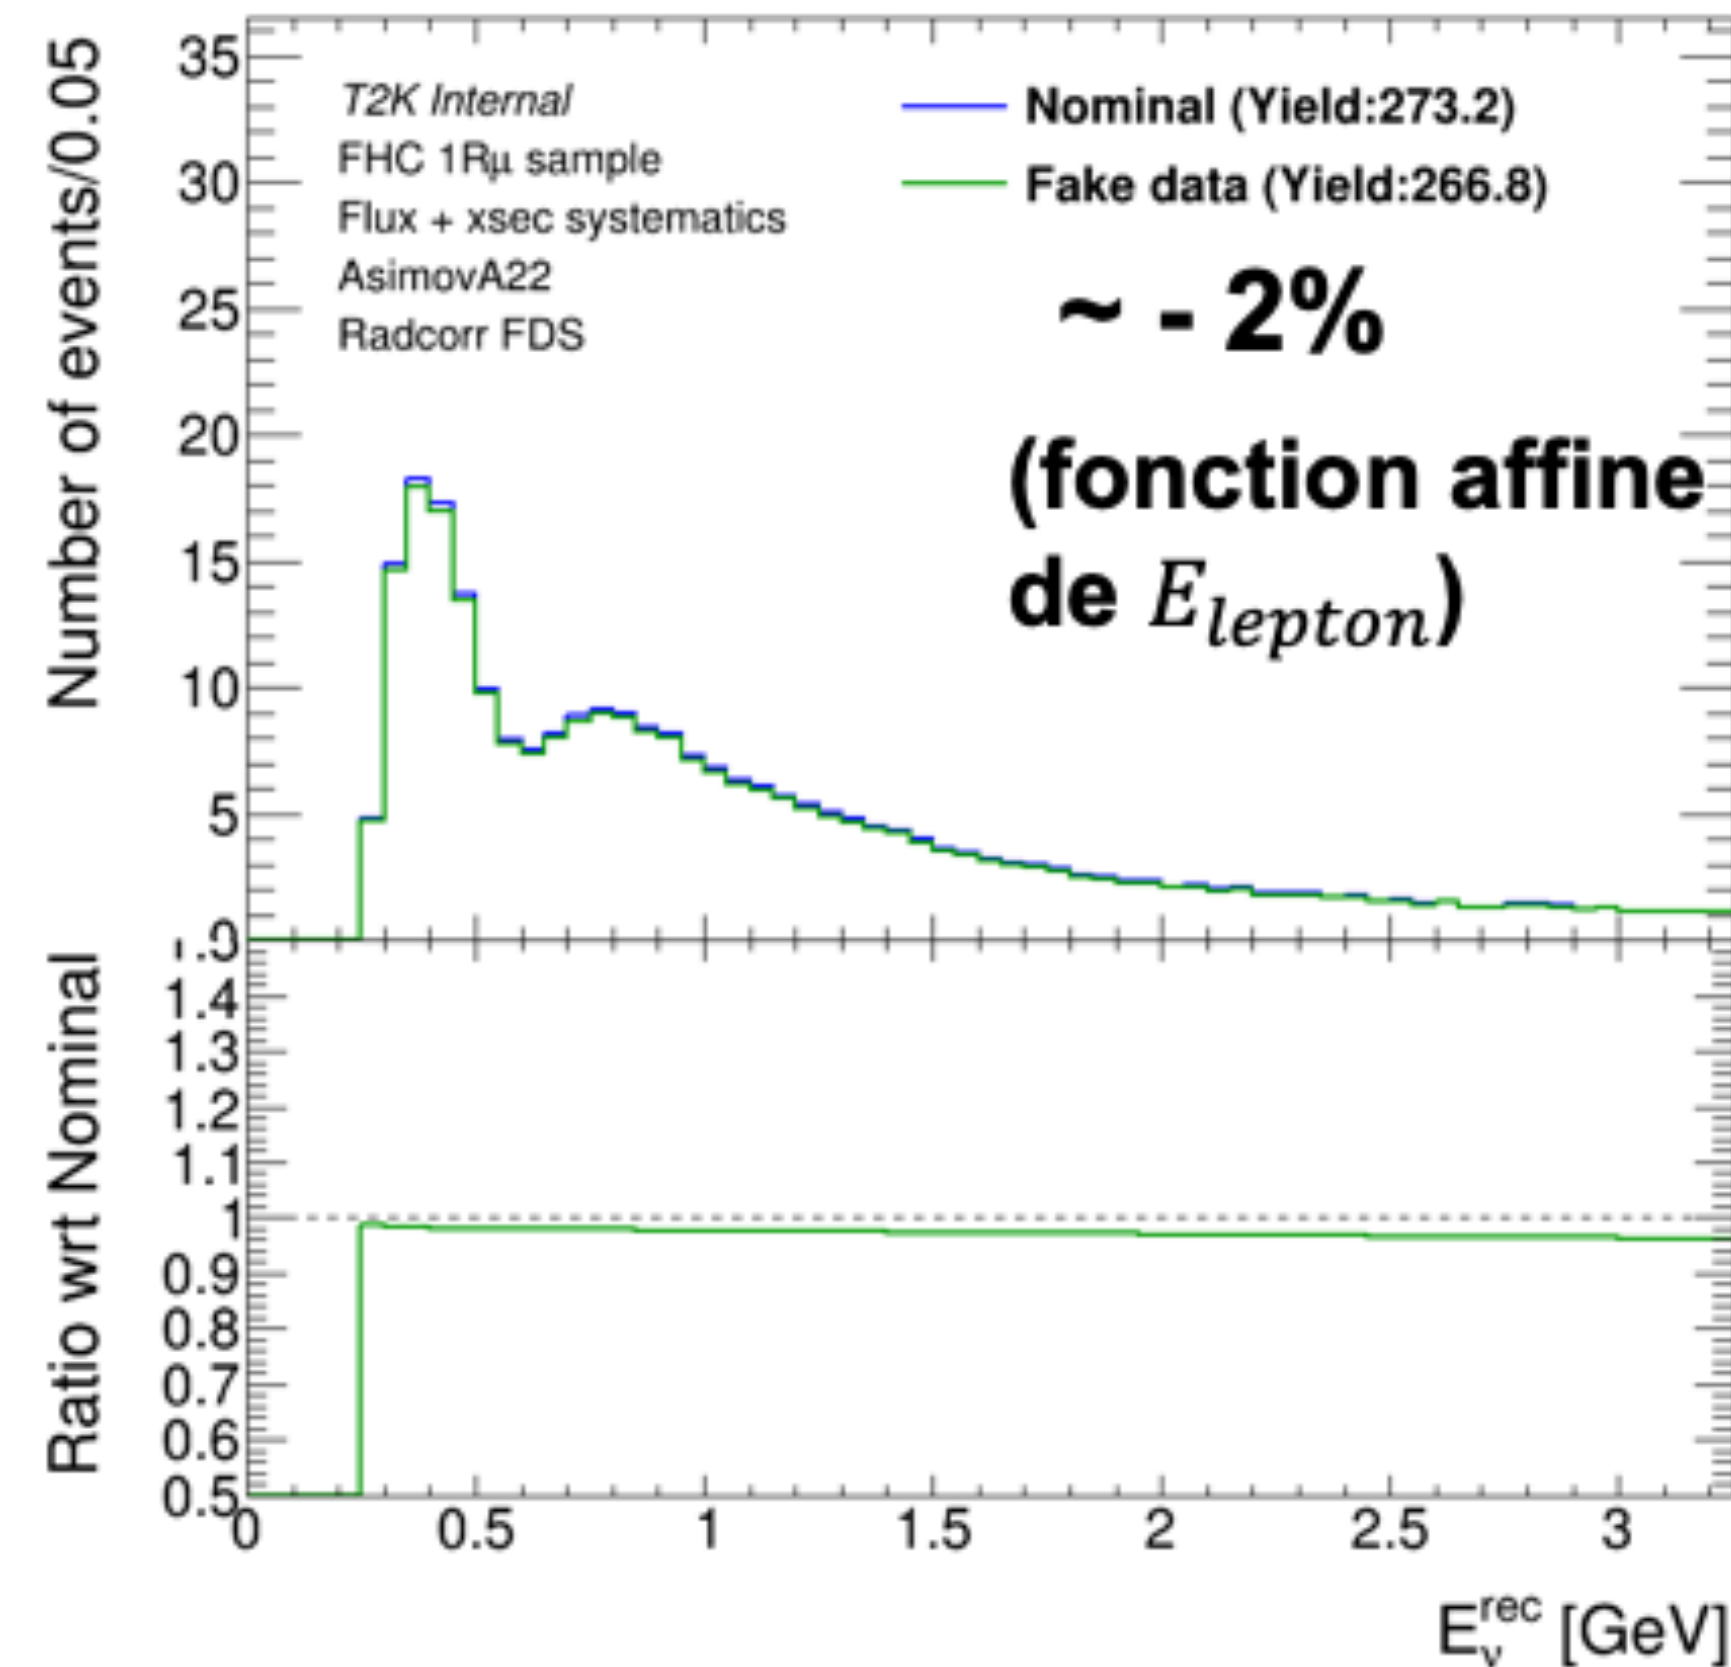 Number of events/0.05
35
30
25
20
15
10
5
T2K Internal
FHC 1Rμ sample
Flux + xsec systematics
AsimovA22
Radcorr FDS
Nominal (Yield:273.2)
Fake data (Yield:266.8)
~ - 2%
(fonction affine
de E_lepton)
Ratio wrt Nominal
1.4
1.3
1.2
1.1
1
0.9
0.8
0.7
0.6
0.5
0 0.5 1 1.5 2 2.5 3
E_ν^rec [GeV]